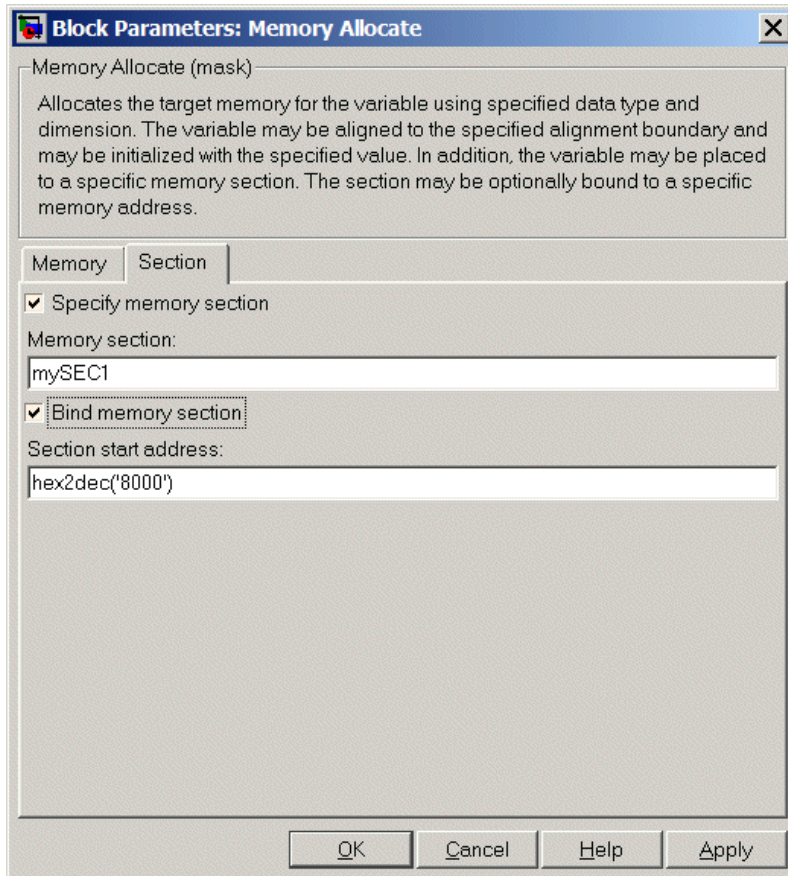 Block Parameters: Memory Allocate
Memory Allocate (mask)
Allocates the target memory for the variable using specified data type and
dimension. The variable may be aligned to the specified alignment boundary and
may be initialized with the specified value. In addition, the variable may be placed
to a specific memory section. The section may be optionally bound to a specific
memory address.
Memory Section
Specify memory section
Memory section:
mySEC1
Bind memory section
Section start address:
hex2dec('8000')
OK Cancel Help Apply